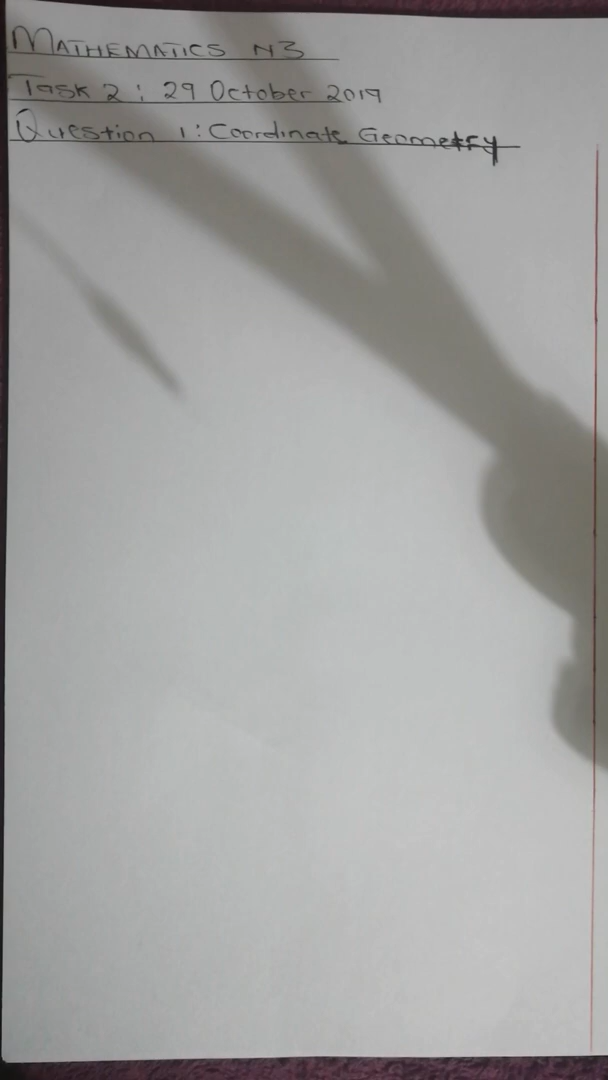 MATHEMATICS N3
Task 2: 29 October 2019
Question 1: Coordinate Geometry